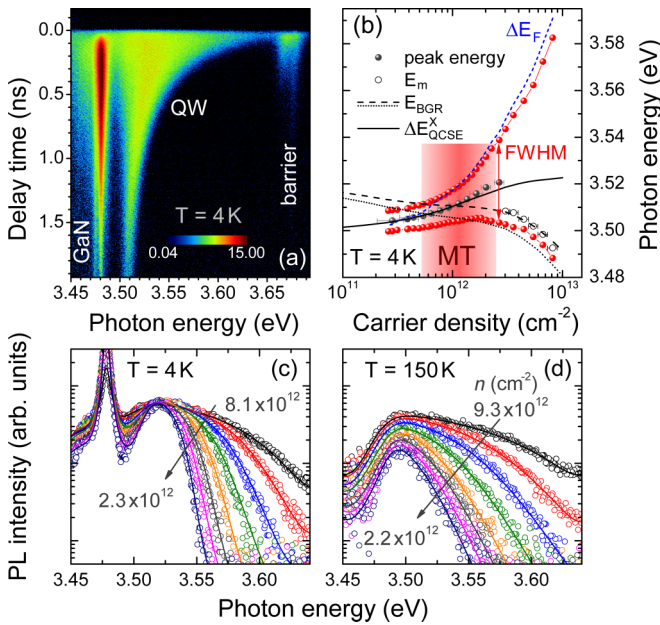 (b)
0.0
0.5
1.0
1.5
Delay time (ns)
QW
barrier
GaN
T = 4 K
0.04 15.00
(a)
3.45 3.50 3.55 3.60 3.65
Photon energy (eV)
ΔE_F
peak energy
E_m
E_BGR
ΔE^X_QCSE
FWHM
T = 4 K
MT
3.58
3.56
3.54
3.52
3.50
3.48
Photon energy (eV)
10^11 10^12 10^13
Carrier density (cm^-2)
PL intensity (arb. units)
T = 4 K
(c)
8.1x10^12
2.3x10^12
3.45 3.50 3.55 3.60
T = 150 K
(d)
n (cm^-2)
9.3x10^12
2.2x10^12
3.45 3.50 3.55 3.60
Photon energy (eV)